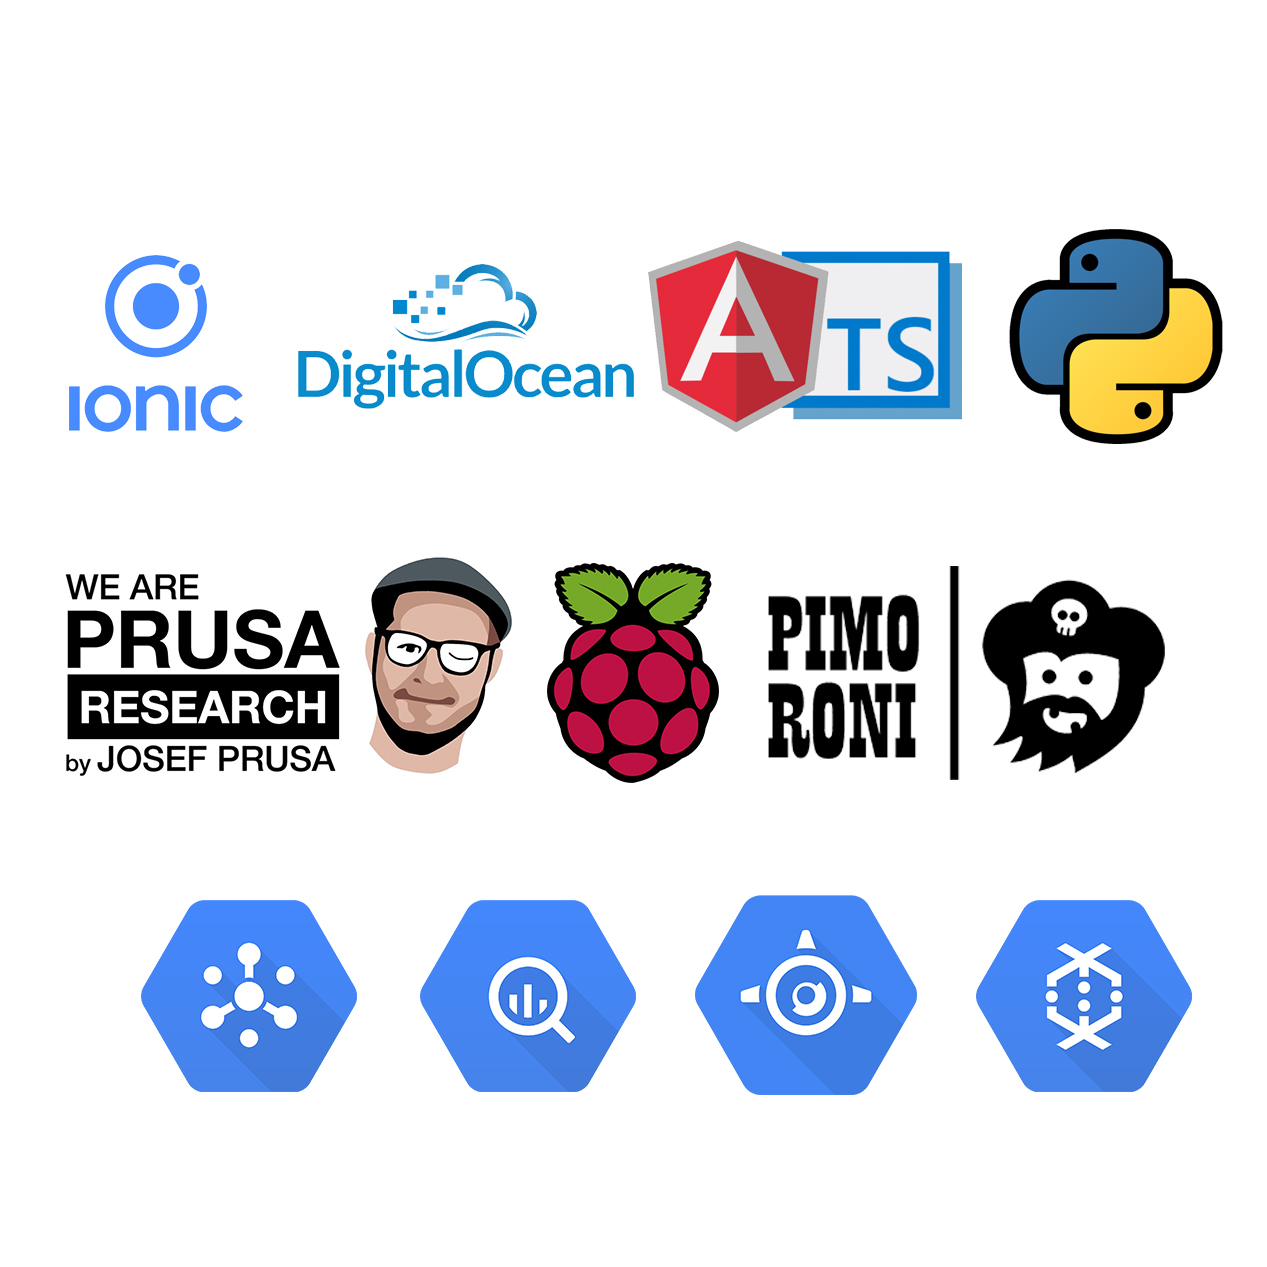 IONIC
DigitalOcean
A
TS
WE ARE
PRUSA
RESEARCH
by JOSEF PRUSA
PIMO
RONI